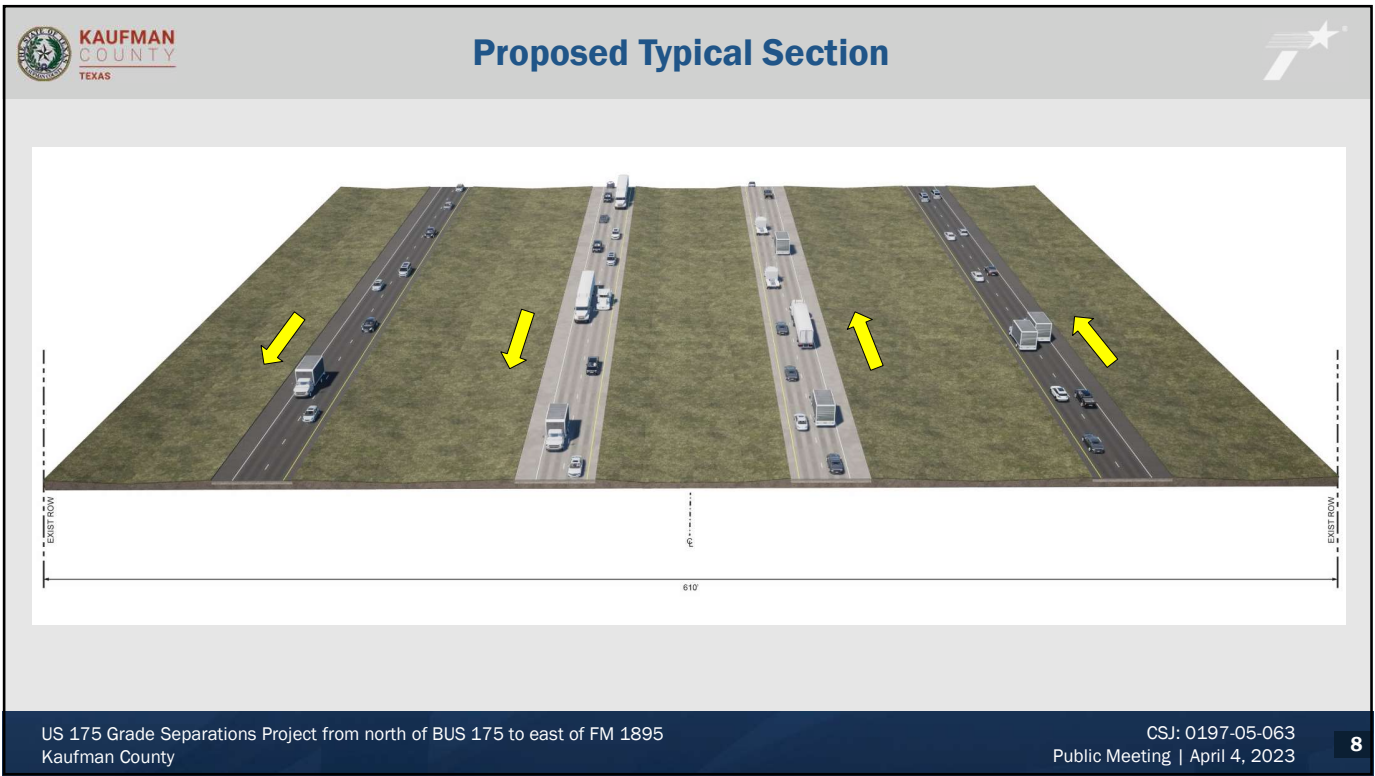 KAUFMAN
COUNTY
TEXAS
Proposed Typical Section
EXIST ROW
EXIST ROW
℄
610'
US 175 Grade Separations Project from north of BUS 175 to east of FM 1895
Kaufman County
CSJ: 0197-05-063
Public Meeting | April 4, 2023
8